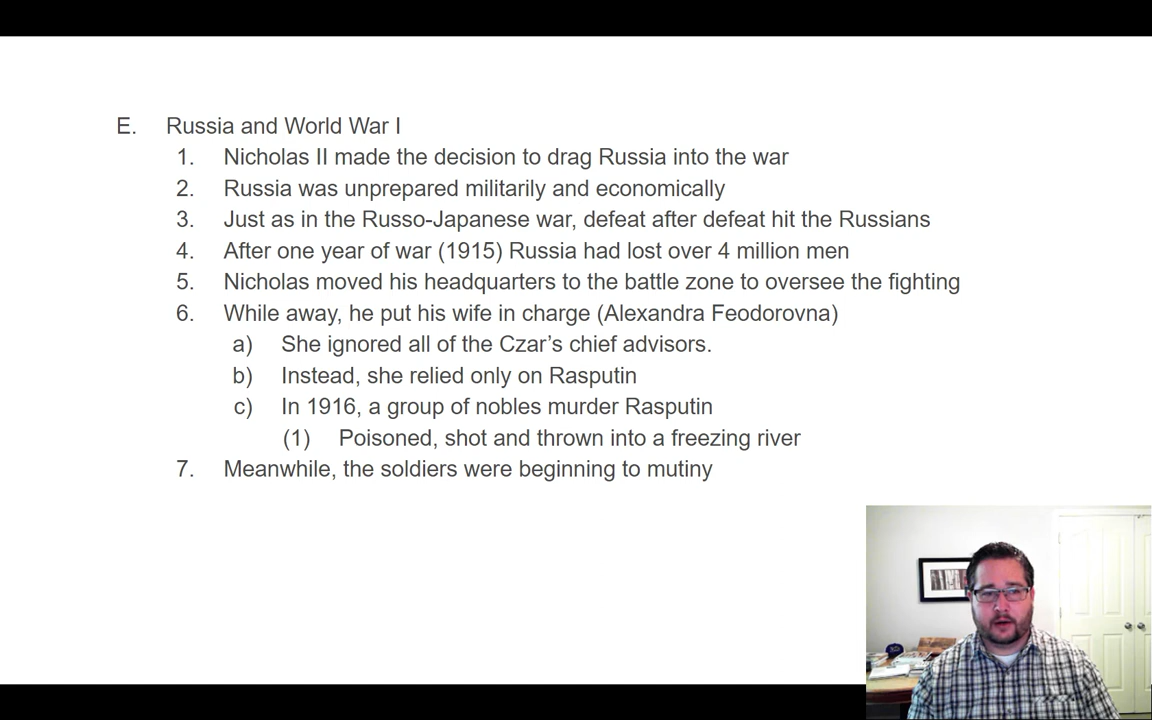 E. Russia and World War I
1. Nicholas II made the decision to drag Russia into the war
2. Russia was unprepared militarily and economically
3. Just as in the Russo-Japanese war, defeat after defeat hit the Russians
4. After one year of war (1915) Russia had lost over 4 million men
5. Nicholas moved his headquarters to the battle zone to oversee the fighting
6. While away, he put his wife in charge (Alexandra Feodorovna)
a) She ignored all of the Czar’s chief advisors.
b) Instead, she relied only on Rasputin
c) In 1916, a group of nobles murder Rasputin
(1) Poisoned, shot and thrown into a freezing river
7. Meanwhile, the soldiers were beginning to mutiny